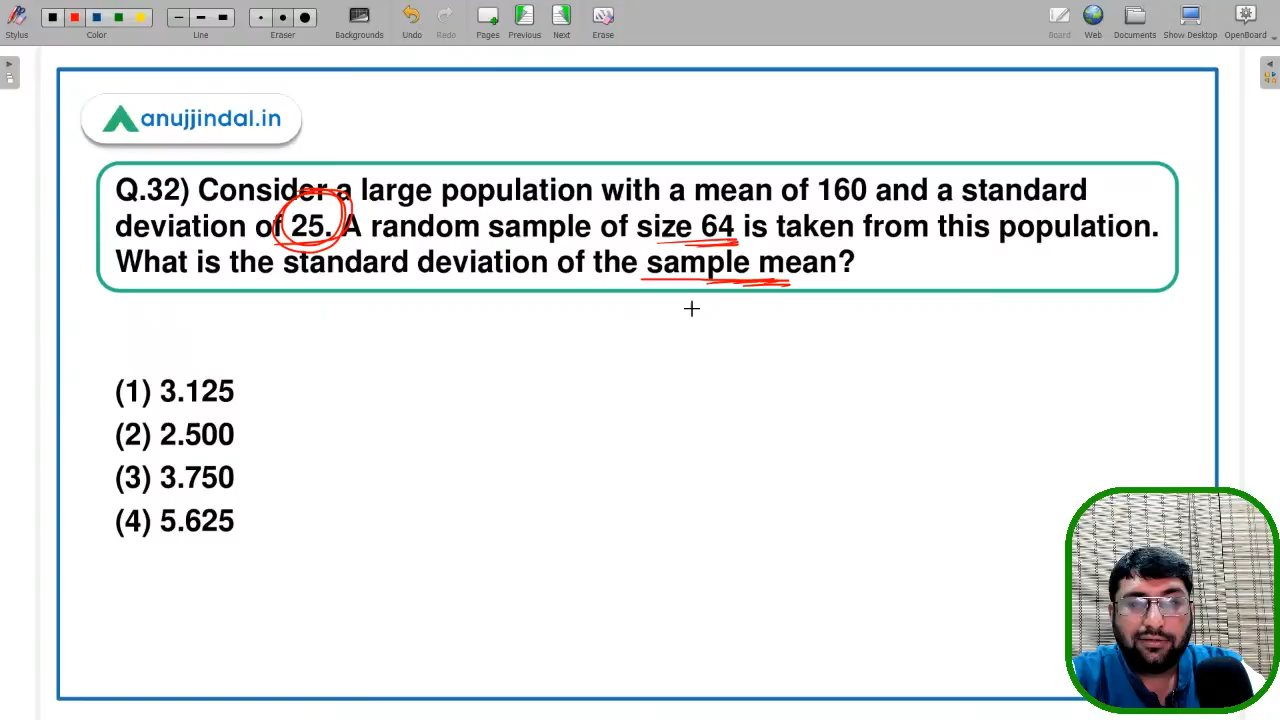 Stylus
Color
Line
Eraser
Backgrounds
Undo
Redo
Pages
Previous
Next
Erase
Board
Web
Documents
Show Desktop
OpenBoard
anujjindal.in
Q.32) Consider a large population with a mean of 160 and a standard
deviation of 25. A random sample of size 64 is taken from this population.
What is the standard deviation of the sample mean?
(1) 3.125
(2) 2.500
(3) 3.750
(4) 5.625